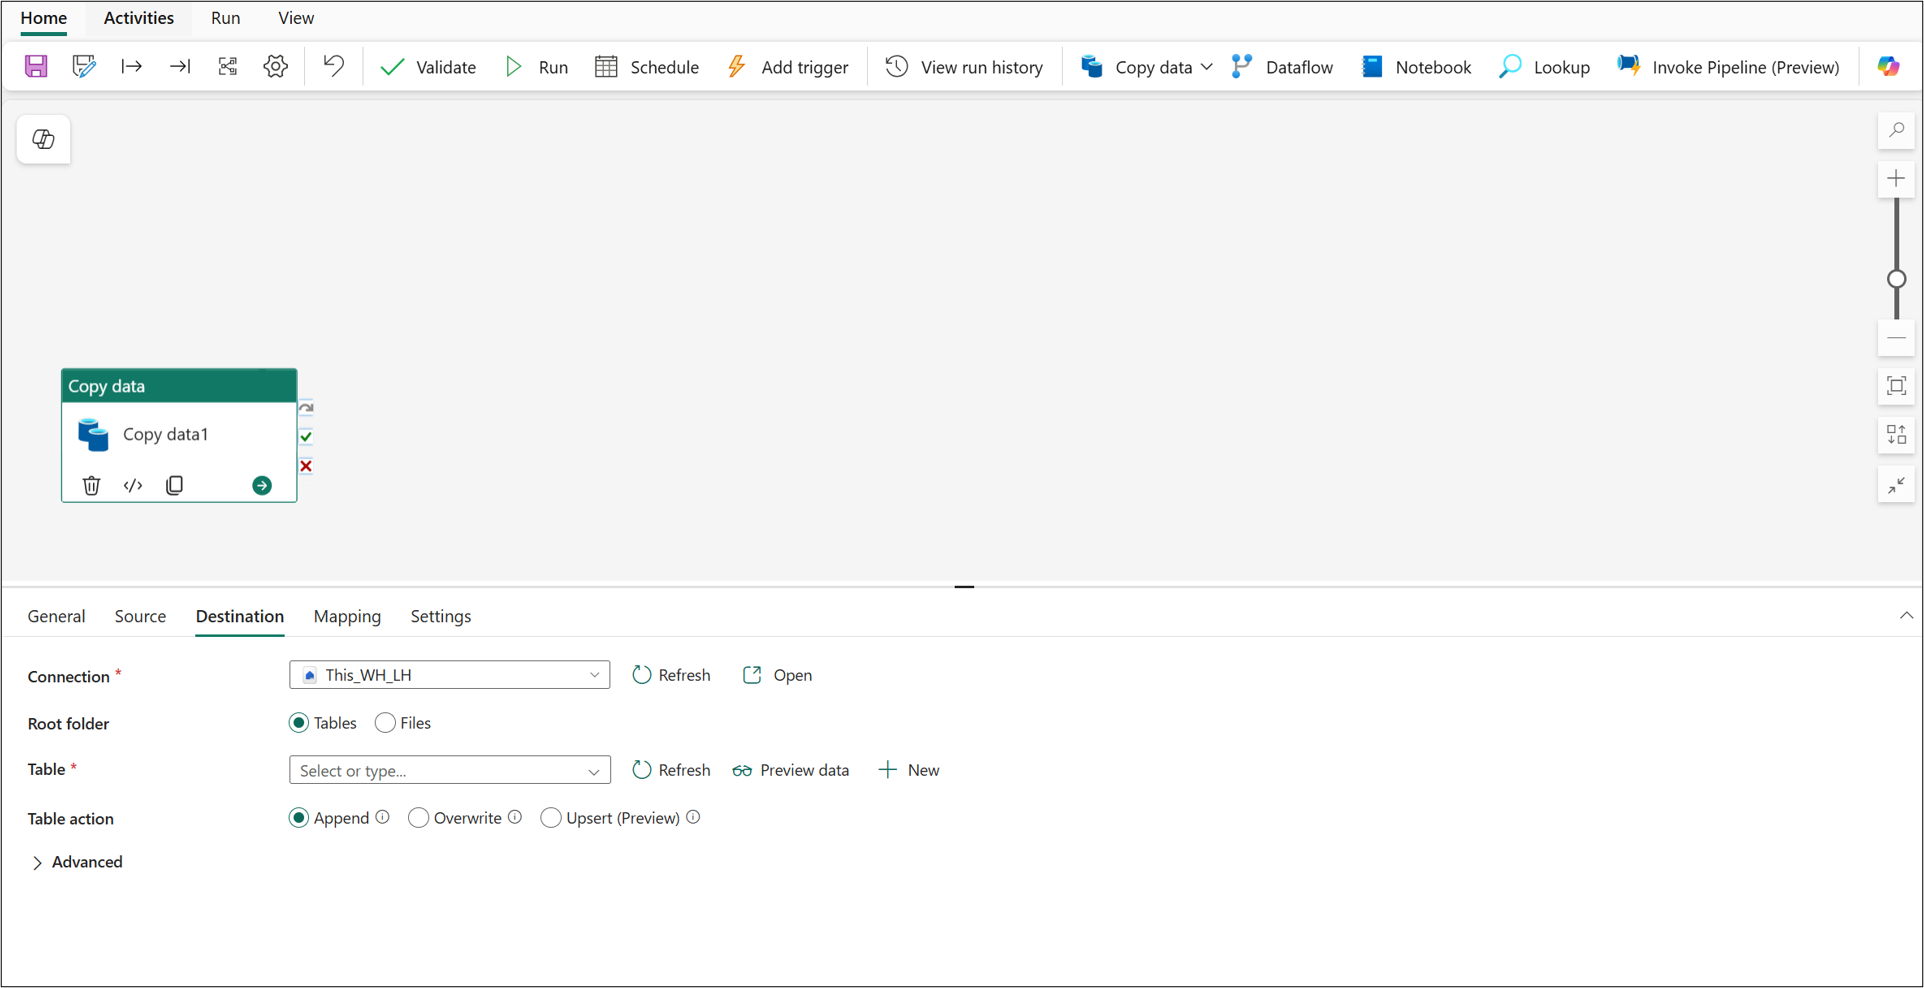 Home Activities Run View
Validate Run Schedule Add trigger View run history Copy data Dataflow Notebook Lookup Invoke Pipeline (Preview)
Copy data
Copy data1
General Source Destination Mapping Settings
Connection * This_WH_LH Refresh Open
Root folder Tables Files
Table * Select or type... Refresh Preview data New
Table action Append Overwrite Upsert (Preview)
Advanced